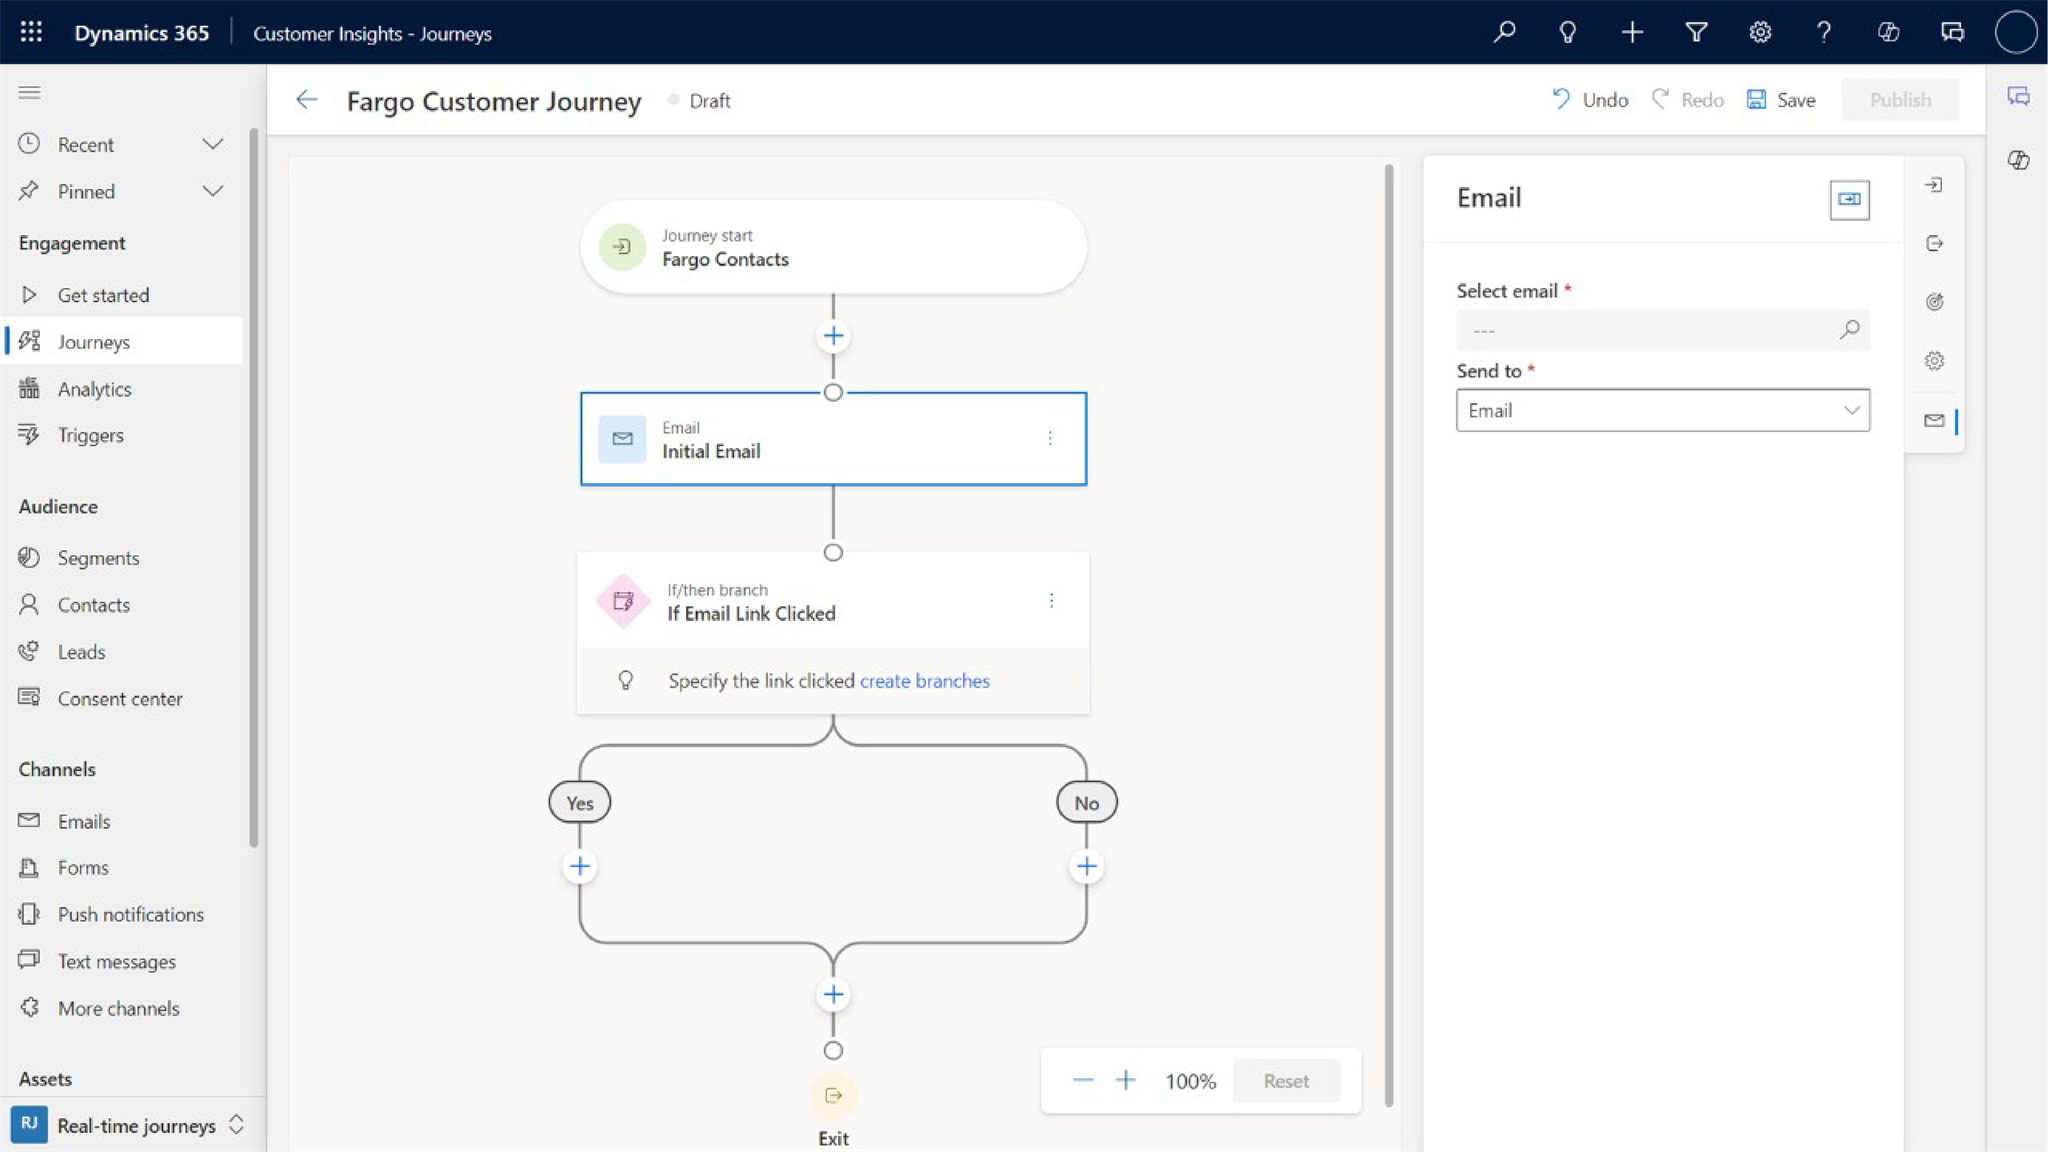 Dynamics 365
Customer Insights - Journeys
Recent
Pinned
Engagement
Get started
Journeys
Analytics
Triggers
Audience
Segments
Contacts
Leads
Consent center
Channels
Emails
Forms
Push notifications
Text messages
More channels
Assets
RJ
Real-time journeys
Fargo Customer Journey
Draft
Undo
Redo
Save
Publish
Journey start
Fargo Contacts
Email
Initial Email
If/then branch
If Email Link Clicked
Specify the link clicked create branches
Yes
No
Exit
100%
Reset
Email
Select email *
---
Send to *
Email